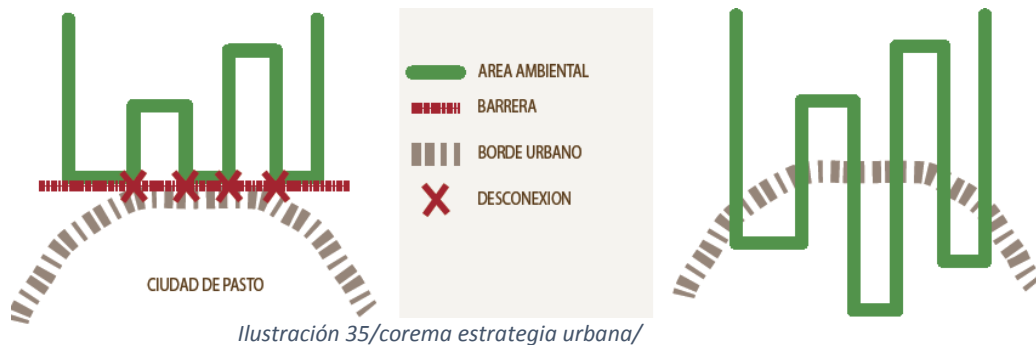 AREA AMBIENTAL
BARRERA
BORDE URBANO
DESCONEXION
CIUDAD DE PASTO
Ilustración 35/corema estrategia urbana/